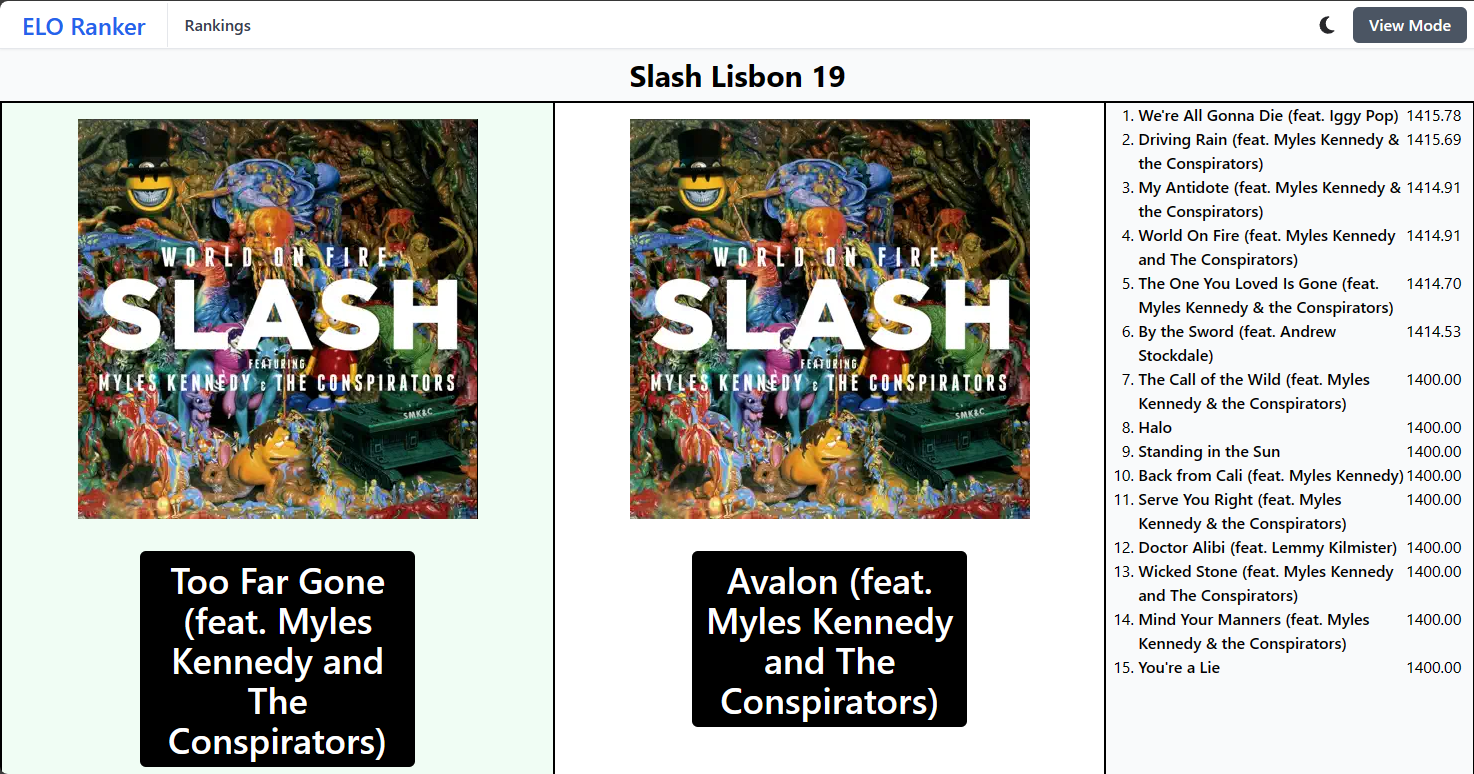 ELO Ranker
Rankings
View Mode
Slash Lisbon 19
WORLD ON FIRE
SLASH
FEATURING
MYLES KENNEDY & THE CONSPIRATORS
SMK&C
Too Far Gone
(feat. Myles
Kennedy and
The
Conspirators)
WORLD ON FIRE
SLASH
FEATURING
MYLES KENNEDY & THE CONSPIRATORS
SMK&C
Avalon (feat.
Myles Kennedy
and The
Conspirators)
1. We're All Gonna Die (feat. Iggy Pop) 1415.78
2. Driving Rain (feat. Myles Kennedy & 1415.69
the Conspirators)
3. My Antidote (feat. Myles Kennedy & 1414.91
the Conspirators)
4. World On Fire (feat. Myles Kennedy 1414.91
and The Conspirators)
5. The One You Loved Is Gone (feat. 1414.70
Myles Kennedy & the Conspirators)
6. By the Sword (feat. Andrew 1414.53
Stockdale)
7. The Call of the Wild (feat. Myles 1400.00
Kennedy & the Conspirators)
8. Halo 1400.00
9. Standing in the Sun 1400.00
10. Back from Cali (feat. Myles Kennedy) 1400.00
11. Serve You Right (feat. Myles 1400.00
Kennedy & the Conspirators)
12. Doctor Alibi (feat. Lemmy Kilmister) 1400.00
13. Wicked Stone (feat. Myles Kennedy 1400.00
and The Conspirators)
14. Mind Your Manners (feat. Myles 1400.00
Kennedy & the Conspirators)
15. You're a Lie 1400.00